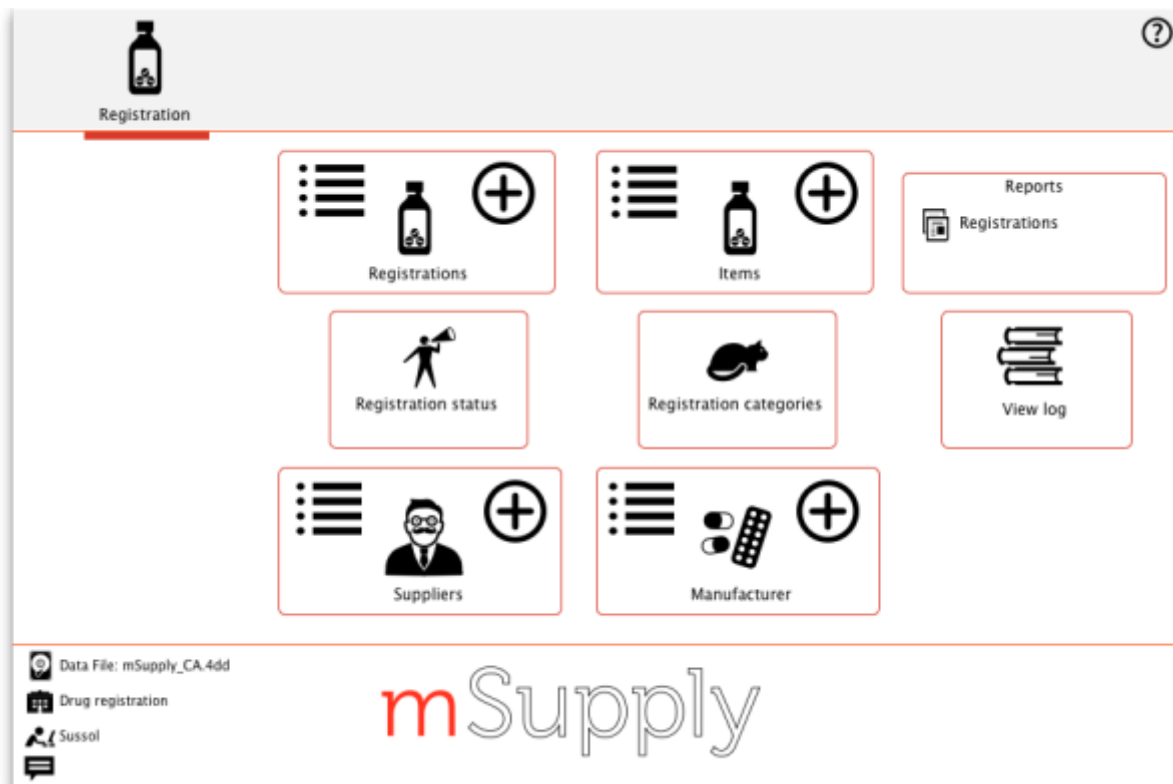 Registration
Registrations
Items
Reports
Registrations
Registration status
Registration categories
View log
Suppliers
Manufacturer
Data File: mSupply_CA.4dd
Drug registration
Sussol
mSupply